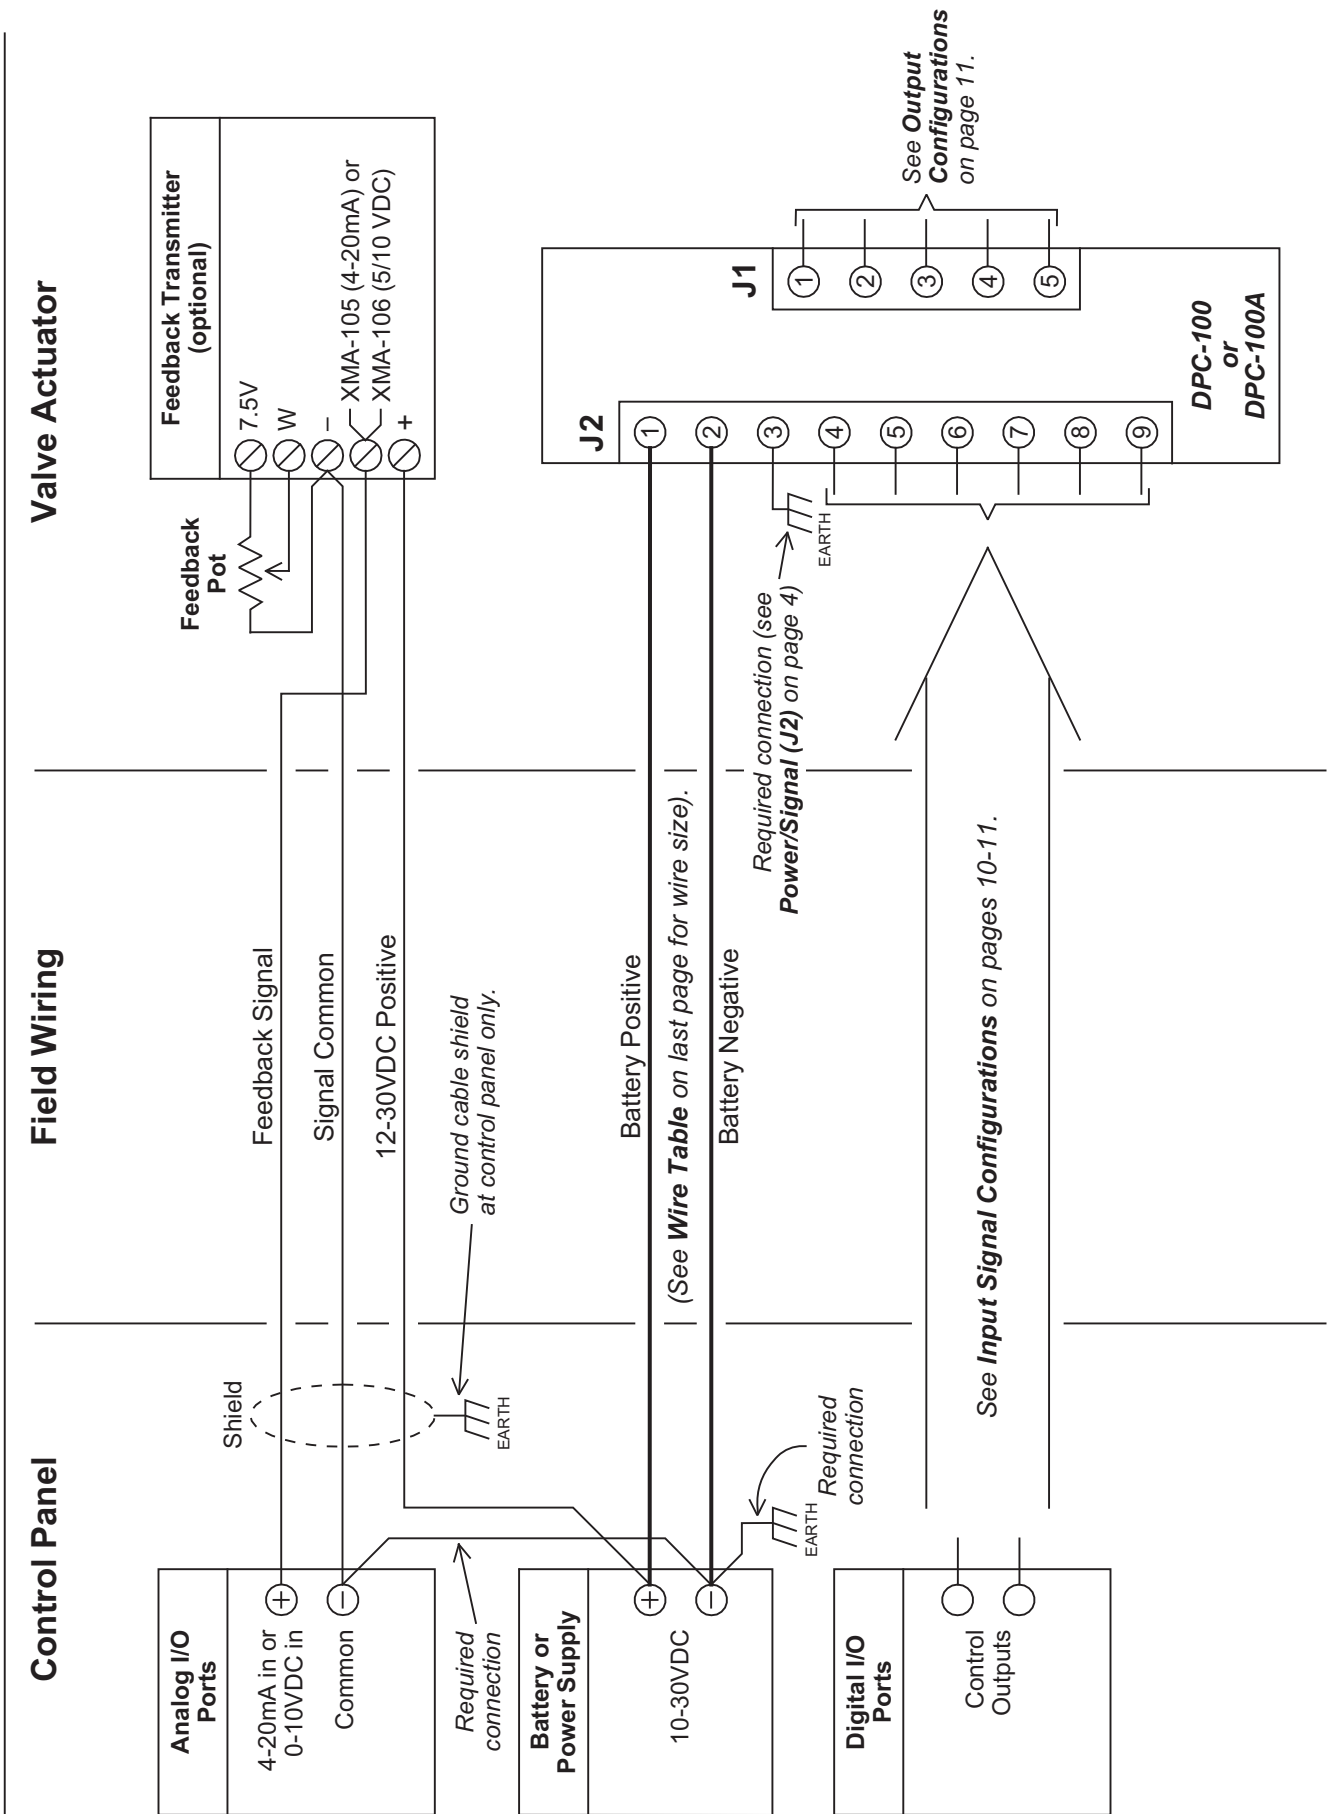 Control Panel
Field Wiring
Valve Actuator
Analog I/O
Ports
4-20mA in or
0-10VDC in
Common
+
−
Shield
EARTH
Ground cable shield
at control panel only.
Feedback Signal
Signal Common
12-30VDC Positive
Feedback
Pot
Feedback Transmitter
(optional)
7.5V
W
−
XMA-105 (4-20mA) or
XMA-106 (5/10 VDC)
+
Required
connection
Battery or
Power Supply
10-30VDC
+
−
EARTH
Required
connection
Battery Positive
(See Wire Table on last page for wire size).
Battery Negative
Required connection (see
Power/Signal (J2) on page 4)
EARTH
J2
1
2
3
4
5
6
7
8
9
J1
1
2
3
4
5
See Output
Configurations
on page 11.
DPC-100
or
DPC-100A
Digital I/O
Ports
Control
Outputs
See Input Signal Configurations on pages 10-11.